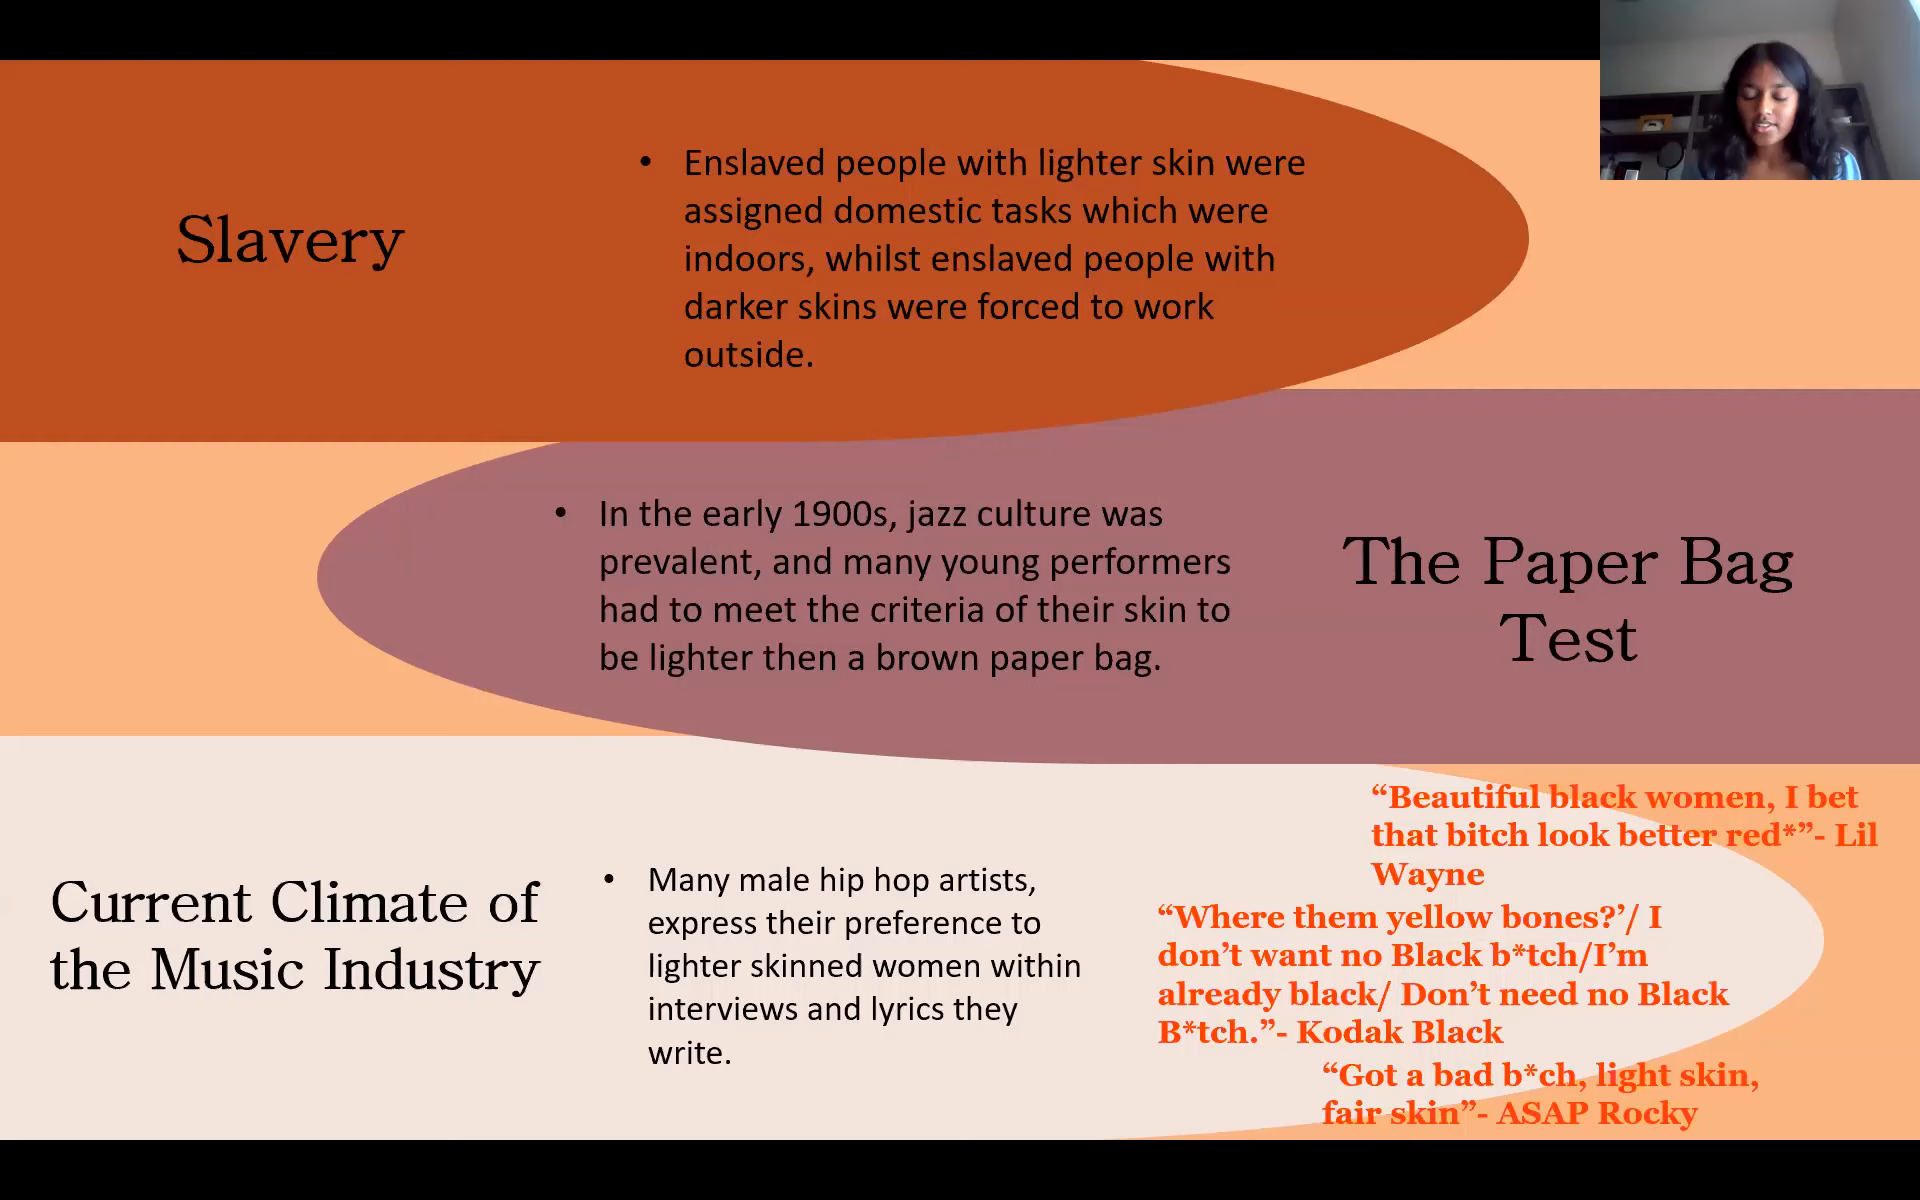 Slavery
• Enslaved people with lighter skin were
assigned domestic tasks which were
indoors, whilst enslaved people with
darker skins were forced to work
outside.
• In the early 1900s, jazz culture was
prevalent, and many young performers
had to meet the criteria of their skin to
be lighter then a brown paper bag.
The Paper Bag
Test
Current Climate of
the Music Industry
• Many male hip hop artists,
express their preference to
lighter skinned women within
interviews and lyrics they
write.
“Beautiful black women, I bet
that bitch look better red*”- Lil
Wayne
“Where them yellow bones?’/ I
don’t want no Black b*tch/I’m
already black/ Don’t need no Black
B*tch.”- Kodak Black
“Got a bad b*ch, light skin,
fair skin”- ASAP Rocky